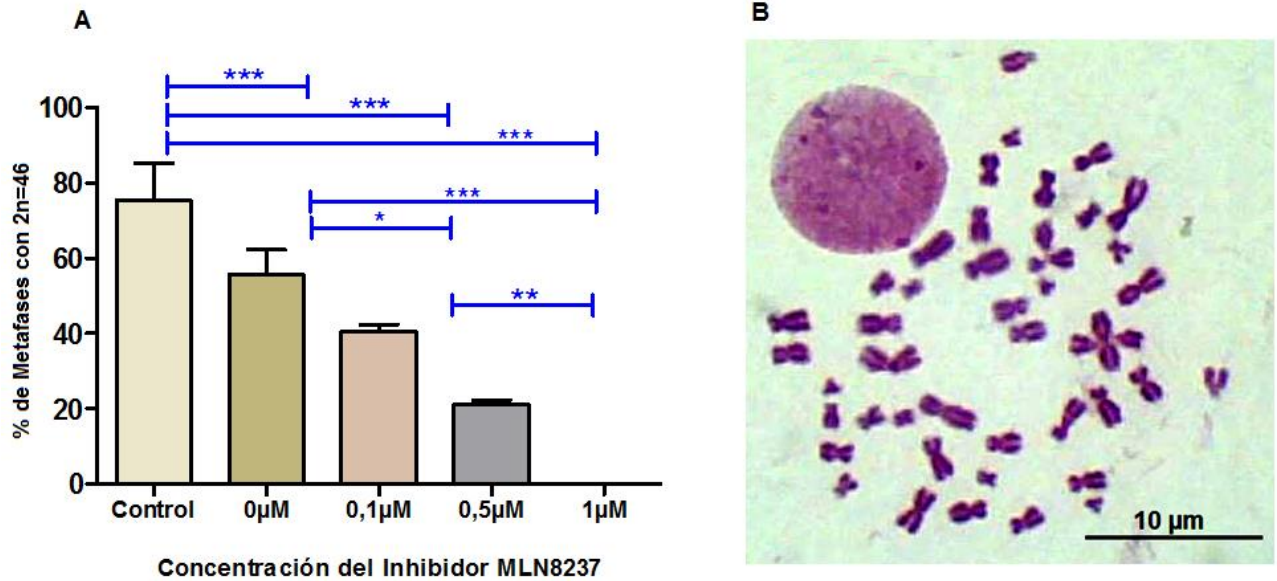 A
B
***
***
***
***
*
**
% de Metafases con 2n=46
100
80
60
40
20
0
Control 0µM 0,1µM 0,5µM 1µM
Concentración del Inhibidor MLN8237
10 µm